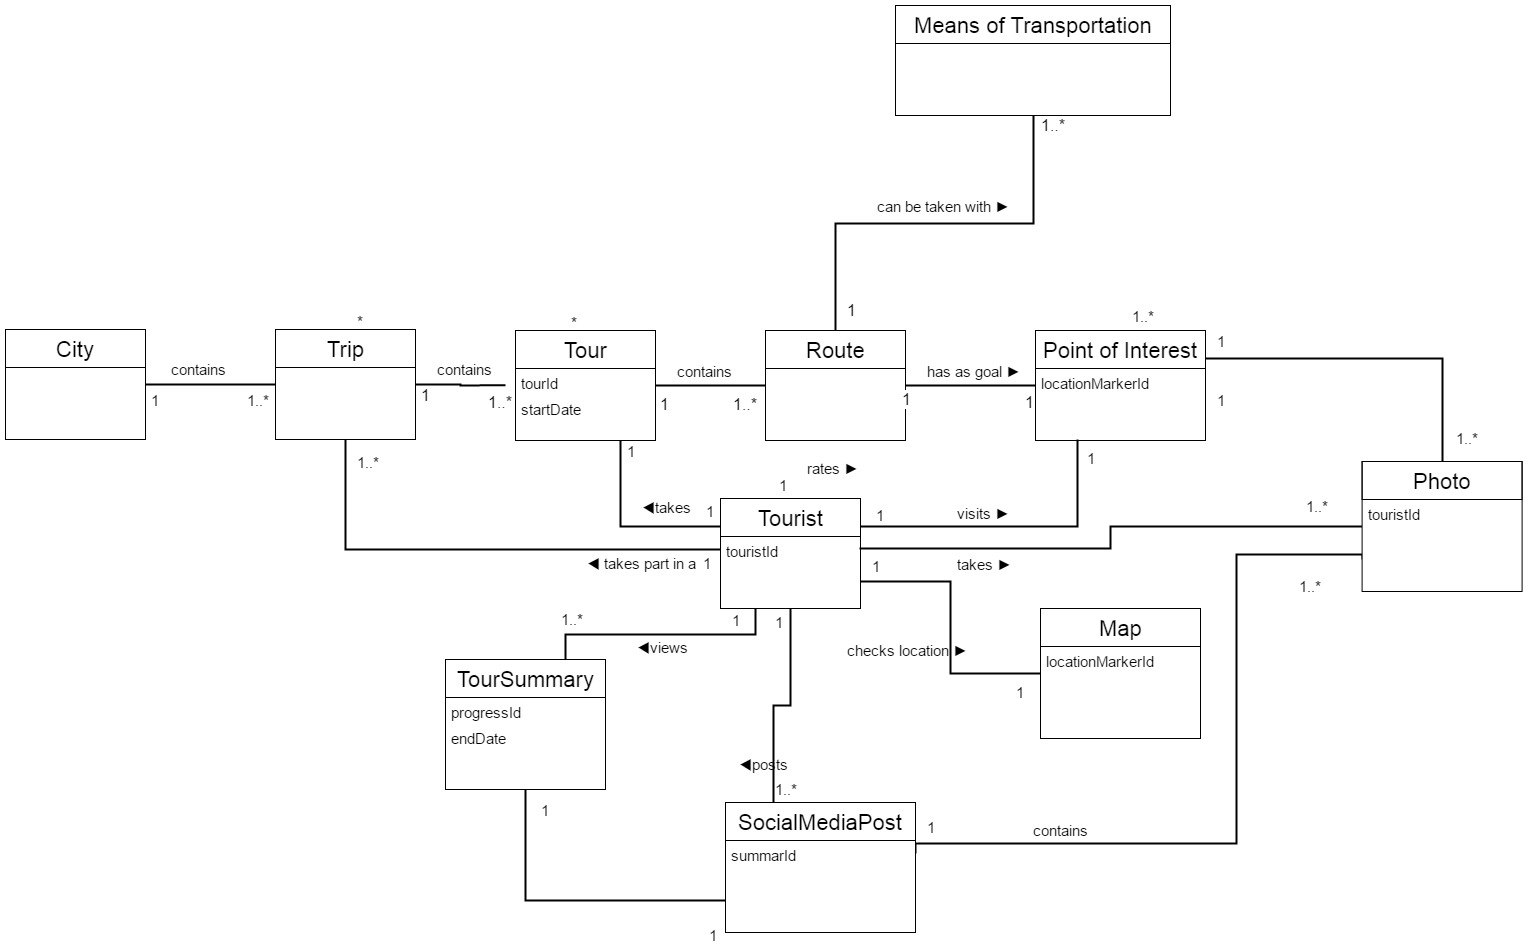 Means of Transportation
1..*
can be taken with ►
1
* * 1..*
City
contains
1
1..*
Trip
contains
1
1..*
Tour
tourId
startDate
contains
1
1..*
Route
has as goal ►
1
1
Point of Interest
locationMarkerId
1
1
1..*
Photo
touristId
1..*
1..*
1..*
1
rates ►
1
1
◄takes
1
Tourist
touristId
1
visits ►
1
◄ takes part in a
1
1
takes ►
1..*
1
1
◄views
checks location ►
1
Map
locationMarkerId
TourSummary
progressId
endDate
1
◄posts
1..*
SocialMediaPost
summarId
1
contains
1